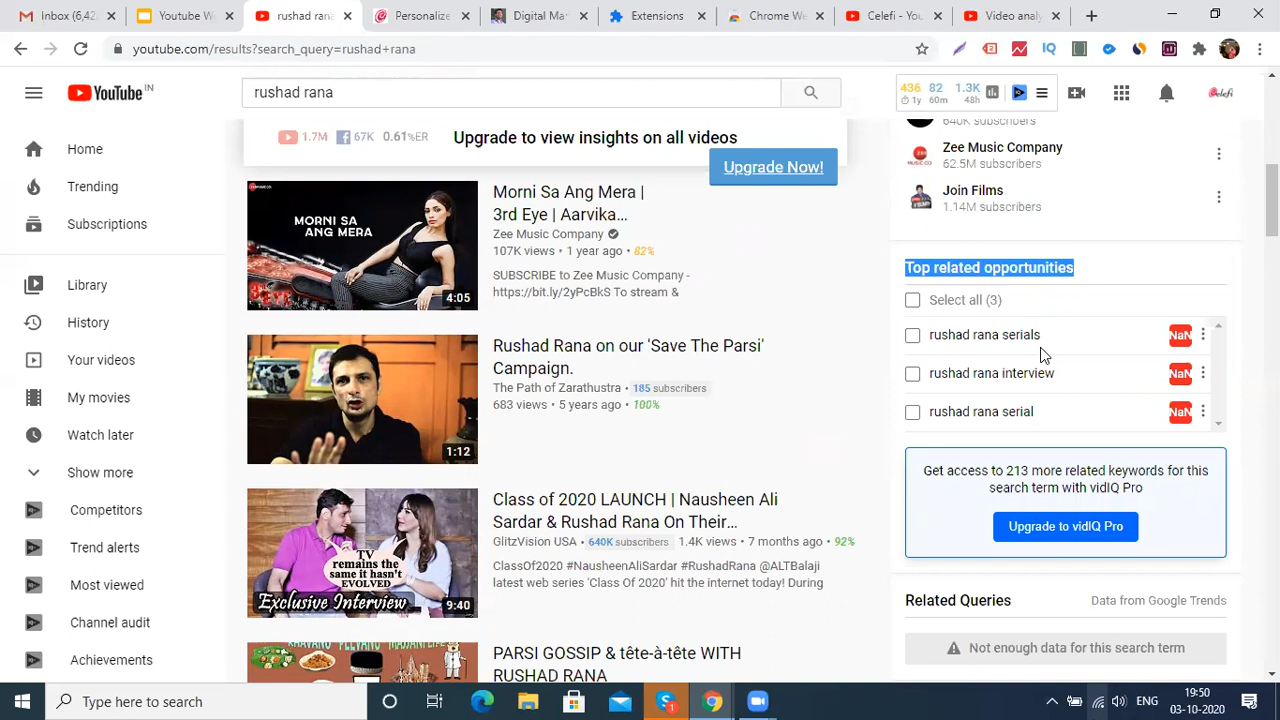 Inbox (6,42
Youtube W
rushad rana
Personalize
Digital Mar
Extensions
Chrome We
Celefi - You
Video analy
youtube.com/results?search_query=rushad+rana
YouTube IN
rushad rana
436 82 1.3K
1y 60m 48h
Celefi
1.7M 67K 0.61%ER
Upgrade to view insights on all videos
Upgrade Now!
Home
Trending
Subscriptions
Library
History
Your videos
My movies
Watch later
Show more
Competitors
Trend alerts
Most viewed
Channel audit
Achievements
MORNI
SA
ANG MERA
4:05
Morni Sa Ang Mera |
3rd Eye | Aarvika...
Zee Music Company
107K views • 1 year ago • 82%
SUBSCRIBE to Zee Music Company -
https://bit.ly/2yPcBkS To stream &
1:12
Rushad Rana on our 'Save The Parsi'
Campaign.
The Path of Zarathustra • 185 subscribers
683 views • 5 years ago • 100%
TV
remains the
same it hasn't
EVOLVED
Exclusive Interview
9:40
Class of 2020 LAUNCH | Nausheen Ali
Sardar & Rushad Rana On Their...
GlitzVision USA • 640K subscribers • 1.4K views • 7 months ago • 92%
ClassOf2020 #NausheenAliSardar #RushadRana @ALTBalaji
latest web series 'Class Of 2020' hit the internet today! During
PARSI GOSSIP & tête-à-tête WITH
RUSHAD RANA
640K subscribers
Zee Music Company
62.5M subscribers
Join Films
1.14M subscribers
Top related opportunities
Select all (3)
rushad rana serials NaN
rushad rana interview NaN
rushad rana serial NaN
Get access to 213 more related keywords for this
search term with vidIQ Pro
Upgrade to vidIQ Pro
Related Queries
Data from Google Trends
Not enough data for this search term
Type here to search
ENG
19:50
03-10-2020